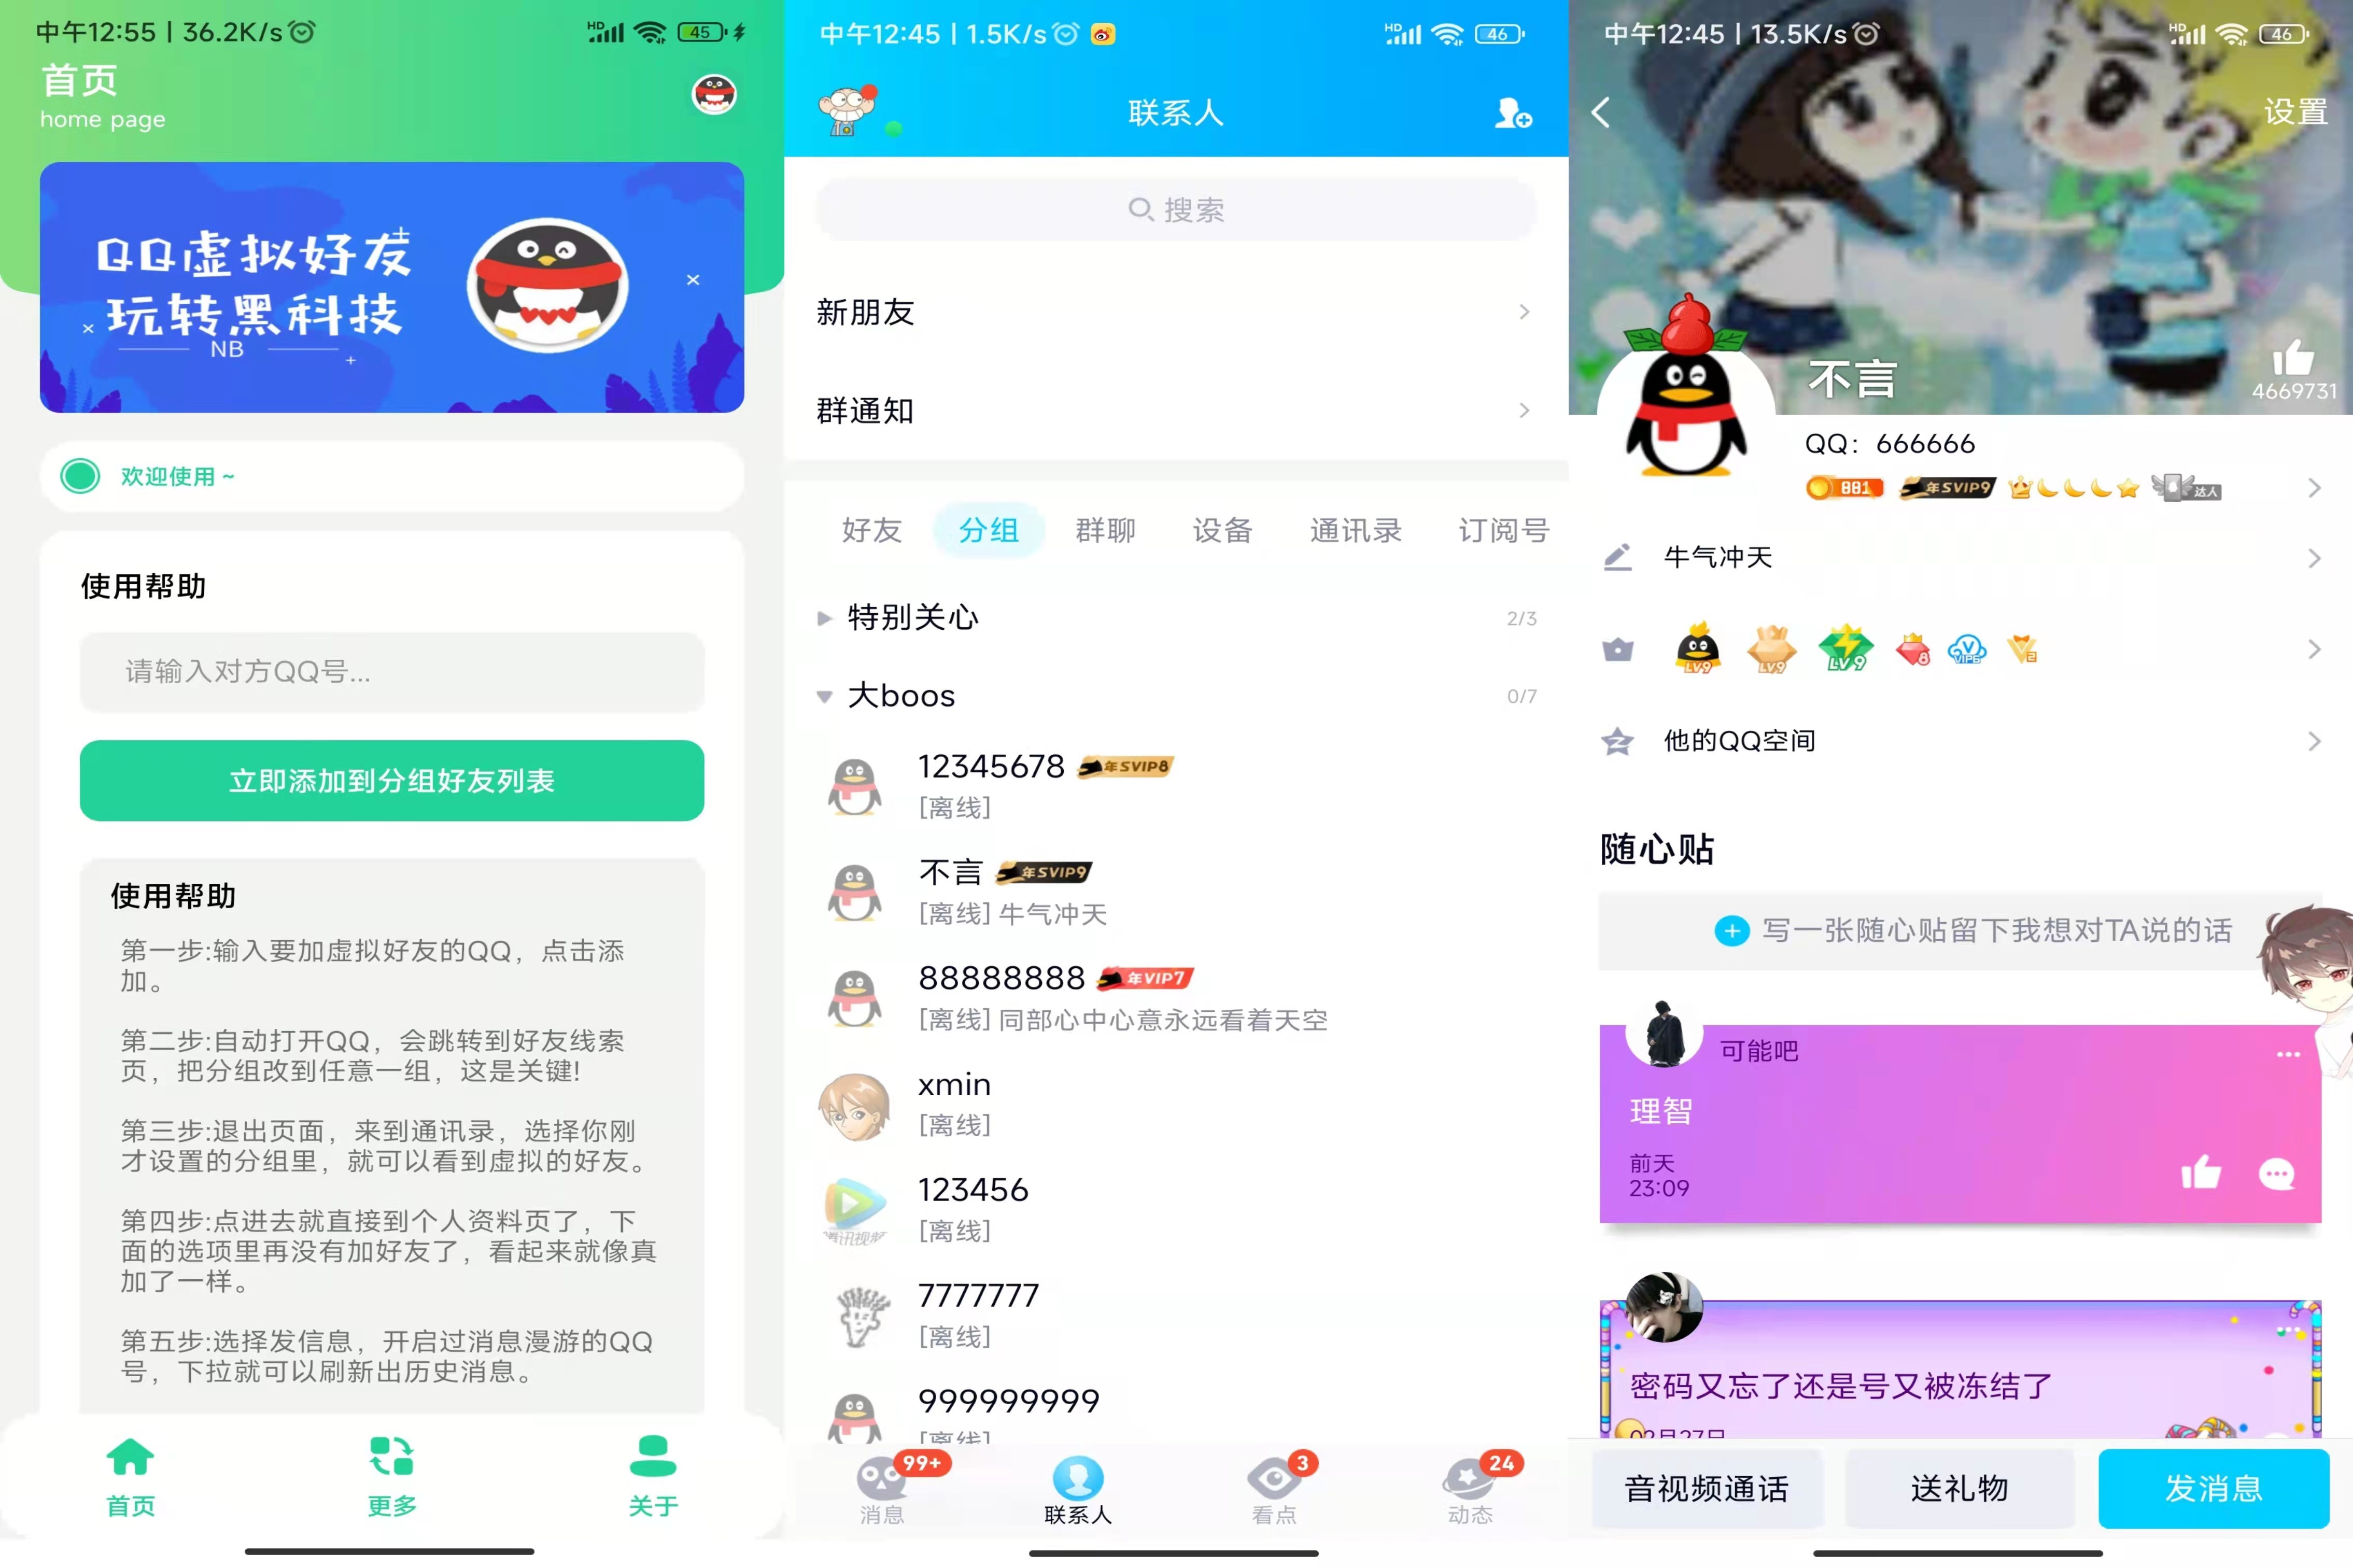 中午12:55 | 36.2K/s
HD
45
首页
home page
QQ虚拟好友
玩转黑科技
NB
欢迎使用~
使用帮助
请输入对方QQ号...
立即添加到分组好友列表
使用帮助
第一步:输入要加虚拟好友的QQ，点击添
加。
第二步:自动打开QQ，会跳转到好友线索
页，把分组改到任意一组，这是关键!
第三步:退出页面，来到通讯录，选择你刚
才设置的分组里，就可以看到虚拟的好友。
第四步:点进去就直接到个人资料页了，下
面的选项里再没有加好友了，看起来就像真
加了一样。
第五步:选择发信息，开启过消息漫游的QQ
号，下拉就可以刷新出历史消息。
首页 更多 关于
中午12:45 | 1.5K/s
HD
46
联系人
搜索
新朋友
群通知
好友 分组 群聊 设备 通讯录 订阅号
特别关心 2/3
大boos 0/7
12345678 年SVIP8
[离线]
不言 年SVIP9
[离线] 牛气冲天
88888888 年VIP7
[离线] 同部心中心意永远看着天空
xmin
[离线]
123456
腾讯视频
[离线]
7777777
[离线]
999999999
[离线]
99+ 3 24
消息 联系人 看点 动态
中午12:45 | 13.5K/s
HD
46
设置
不言
4669731
QQ：666666
881 年SVIP9 达人
牛气冲天
LV9 LV9 LV9 8 VIP6 2
他的QQ空间
随心贴
写一张随心贴留下我想对TA说的话
可能吧
理智
前天
23:09
密码又忘了还是号又被冻结了
02月27日
音视频通话 送礼物 发消息